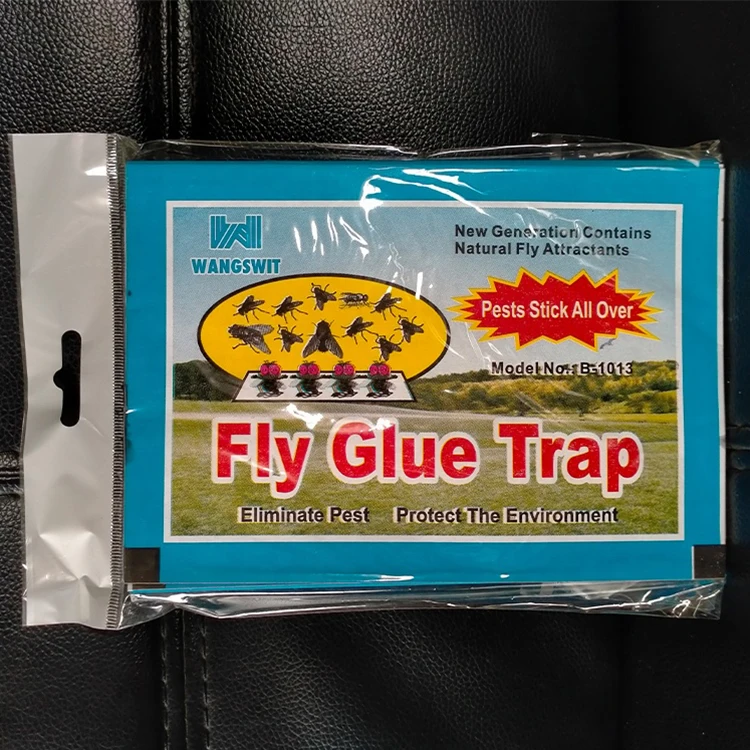 WANGSWIT
New Generation Contains
Natural Fly Attractants
Pests Stick All Over
Model No.: B-1013
Fly Glue Trap
Eliminate Pest Protect The Environment